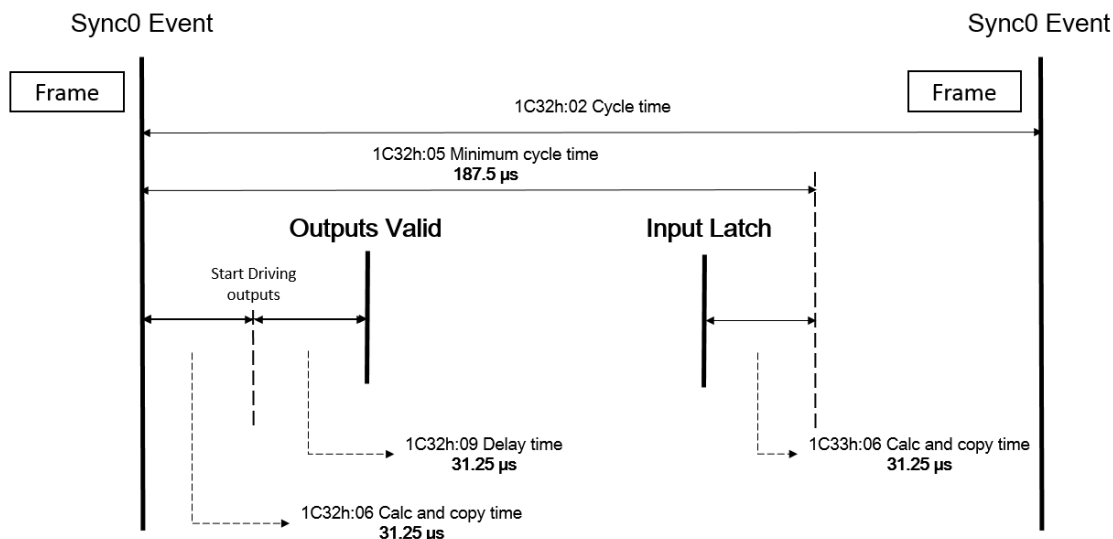 Sync0 Event
Sync0 Event
Frame
Frame
1C32h:02 Cycle time
1C32h:05 Minimum cycle time
187.5 µs
Outputs Valid
Input Latch
Start Driving
outputs
1C32h:09 Delay time
31.25 µs
1C33h:06 Calc and copy time
31.25 µs
1C32h:06 Calc and copy time
31.25 µs